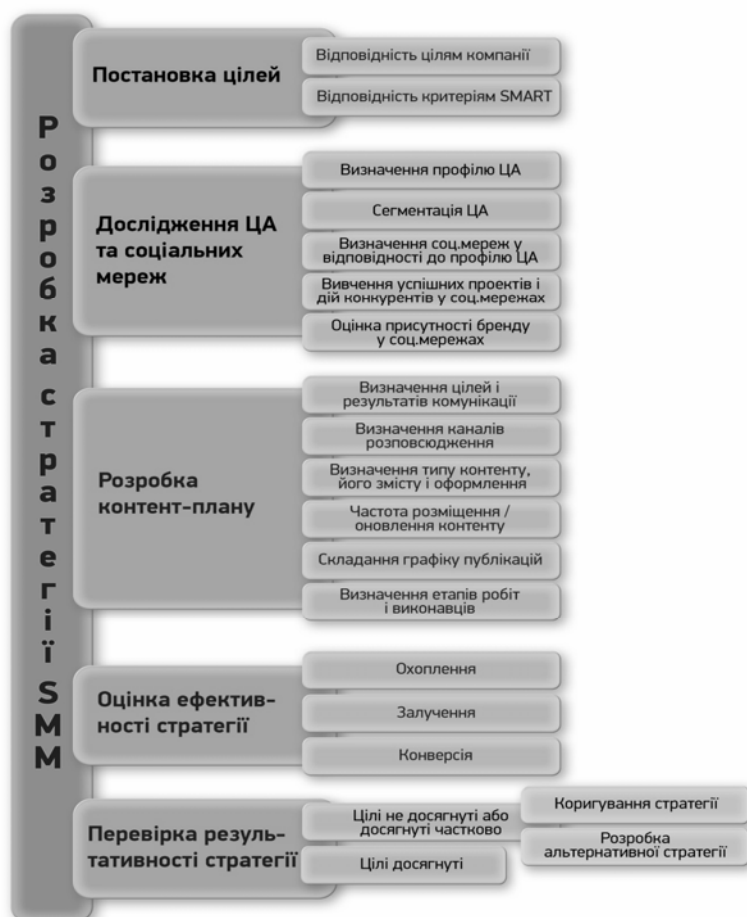 Розробка стратегії SMM
Постановка цілей
Відповідність цілям компанії
Відповідність критеріям SMART
Дослідження ЦА
та соціальних
мереж
Визначення профілю ЦА
Сегментація ЦА
Визначення соц.мереж у
відповідності до профілю ЦА
Вивчення успішних проектів і
дій конкурентів у соц.мережах
Оцінка присутності бренду
у соц.мережах
Розробка
контент-плану
Визначення цілей і
результатів комунікації
Визначення каналів
розповсюдження
Визначення типу контенту,
його змісту і оформлення
Частота розміщення /
оновлення контенту
Складання графіку публікацій
Визначення етапів робіт
і виконавців
Оцінка ефектив-
ності стратегії
Охоплення
Залучення
Конверсія
Перевірка резуль-
тативності стратегії
Цілі не досягнуті або
досягнуті частково
Коригування стратегії
Розробка
альтернативної стратегії
Цілі досягнуті